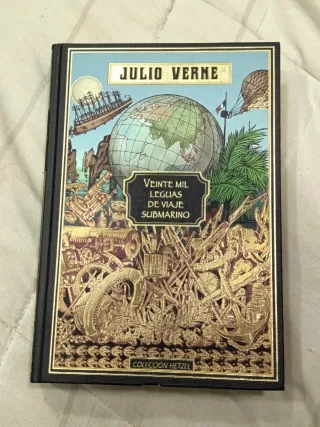 JULIO VERNE
VEINTE MIL
LEGUAS
DE VIAJE
SUBMARINO
COLECCIÓN HETZEL